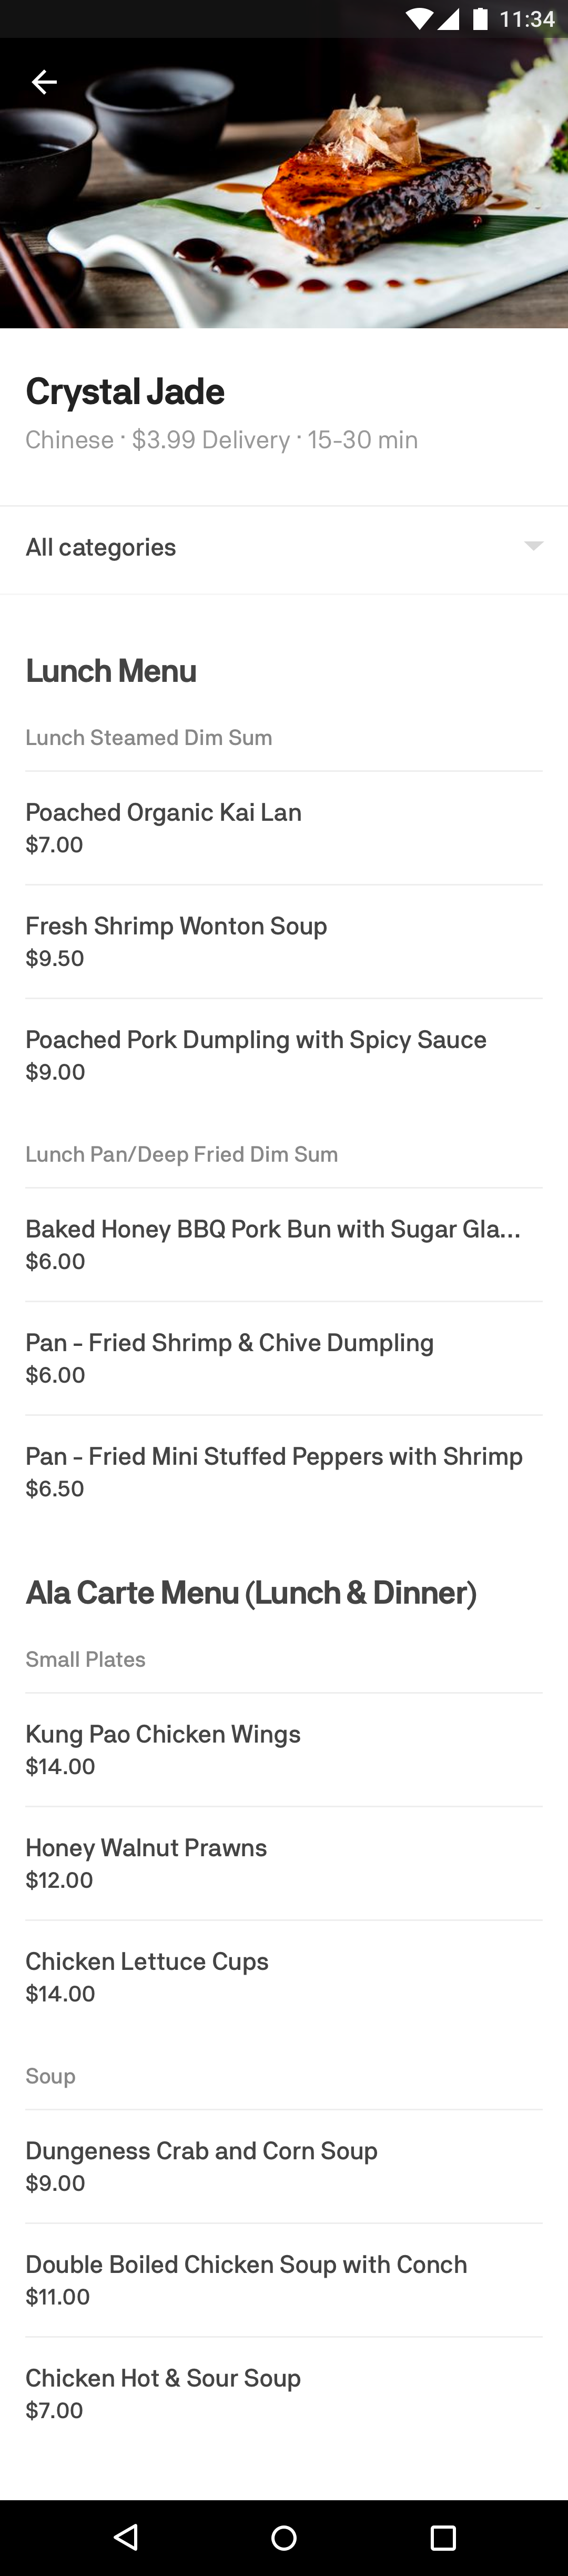 11:34
Crystal Jade
Chinese · $3.99 Delivery · 15-30 min
All categories
Lunch Menu
Lunch Steamed Dim Sum
Poached Organic Kai Lan
$7.00
Fresh Shrimp Wonton Soup
$9.50
Poached Pork Dumpling with Spicy Sauce
$9.00
Lunch Pan/Deep Fried Dim Sum
Baked Honey BBQ Pork Bun with Sugar Gla...
$6.00
Pan - Fried Shrimp & Chive Dumpling
$6.00
Pan - Fried Mini Stuffed Peppers with Shrimp
$6.50
Ala Carte Menu (Lunch & Dinner)
Small Plates
Kung Pao Chicken Wings
$14.00
Honey Walnut Prawns
$12.00
Chicken Lettuce Cups
$14.00
Soup
Dungeness Crab and Corn Soup
$9.00
Double Boiled Chicken Soup with Conch
$11.00
Chicken Hot & Sour Soup
$7.00